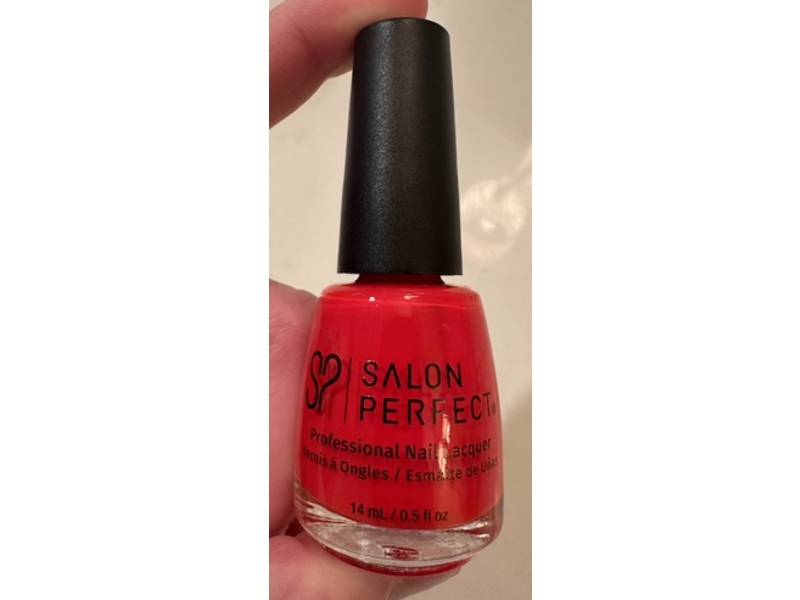 SP | SALON
PERFECT®
Professional Nail Lacquer
Vernis à Ongles / Esmalte de Uñas
14 mL / 0.5 fl oz